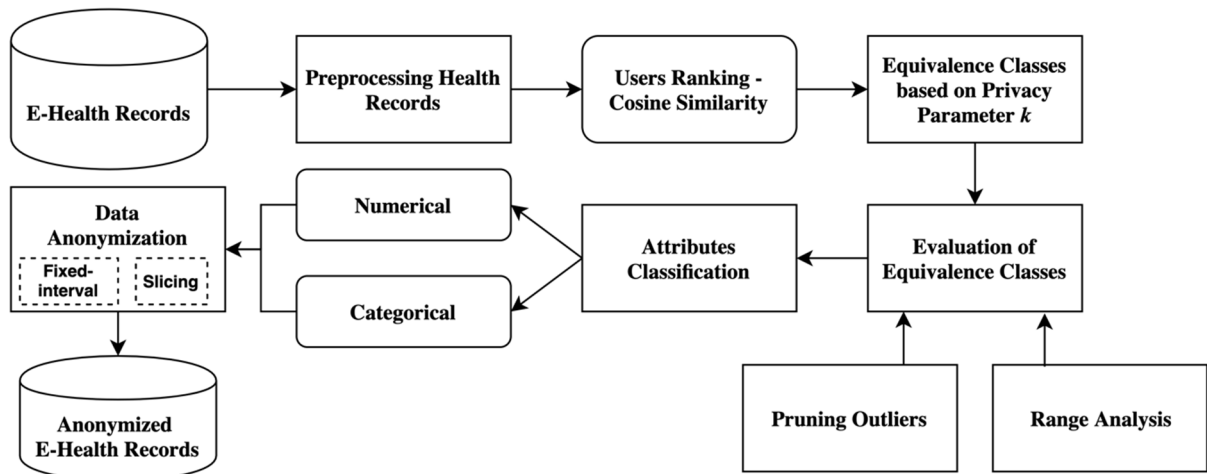 E-Health Records
Preprocessing Health
Records
Users Ranking -
Cosine Similarity
Equivalence Classes
based on Privacy
Parameter k
Data
Anonymization
Fixed-
interval
Slicing
Numerical
Categorical
Attributes
Classification
Evaluation of
Equivalence Classes
Anonymized
E-Health Records
Pruning Outliers
Range Analysis